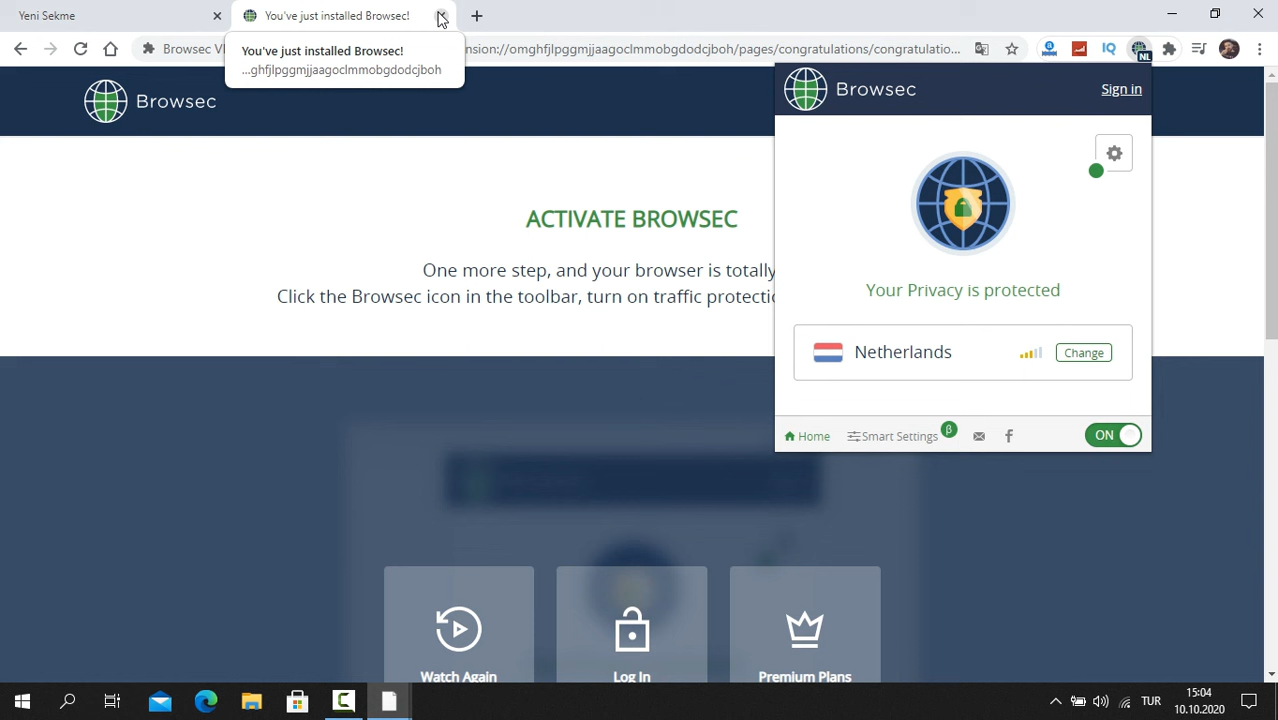 Yeni Sekme
You've just installed Browsec!
You've just installed Browsec!
...ghfjlpggmjjaagoclmmobgdodcjboh
Browsec V
nsion://omghfjlpggmjjaagoclmmobgdodcjboh/pages/congratulations/congratulatio...
NL
Browsec
Browsec
Sign in
ACTIVATE BROWSEC
One more step, and your browser is totally
Click the Browsec icon in the toolbar, turn on traffic protectio
Your Privacy is protected
Netherlands
Change
Home
Smart Settings
β
ON
Watch Again
Log In
Premium Plans
TUR
15:04
10.10.2020